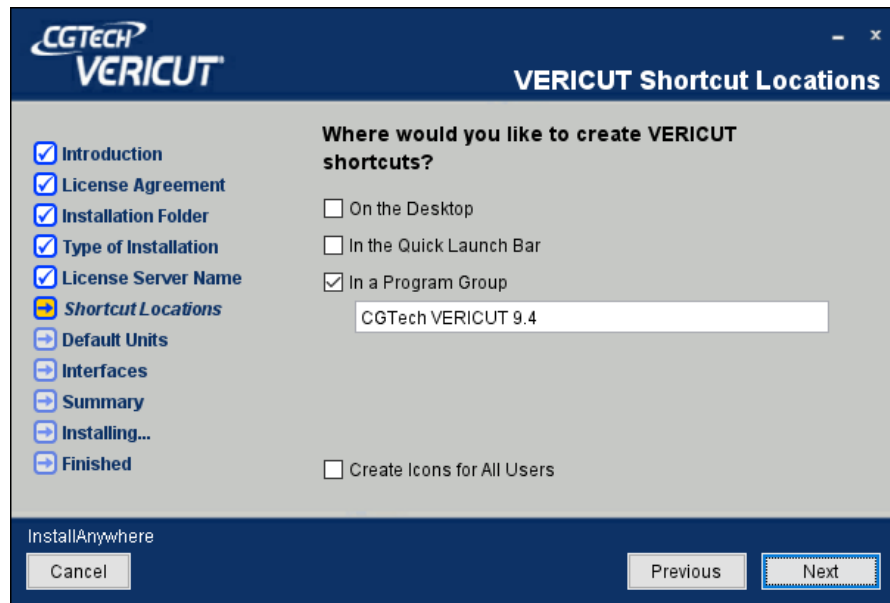 CGTECH
VERICUT
VERICUT Shortcut Locations
Introduction
License Agreement
Installation Folder
Type of Installation
License Server Name
Shortcut Locations
Default Units
Interfaces
Summary
Installing...
Finished
Where would you like to create VERICUT
shortcuts?
On the Desktop
In the Quick Launch Bar
In a Program Group
CGTech VERICUT 9.4
Create Icons for All Users
InstallAnywhere
Cancel
Previous
Next